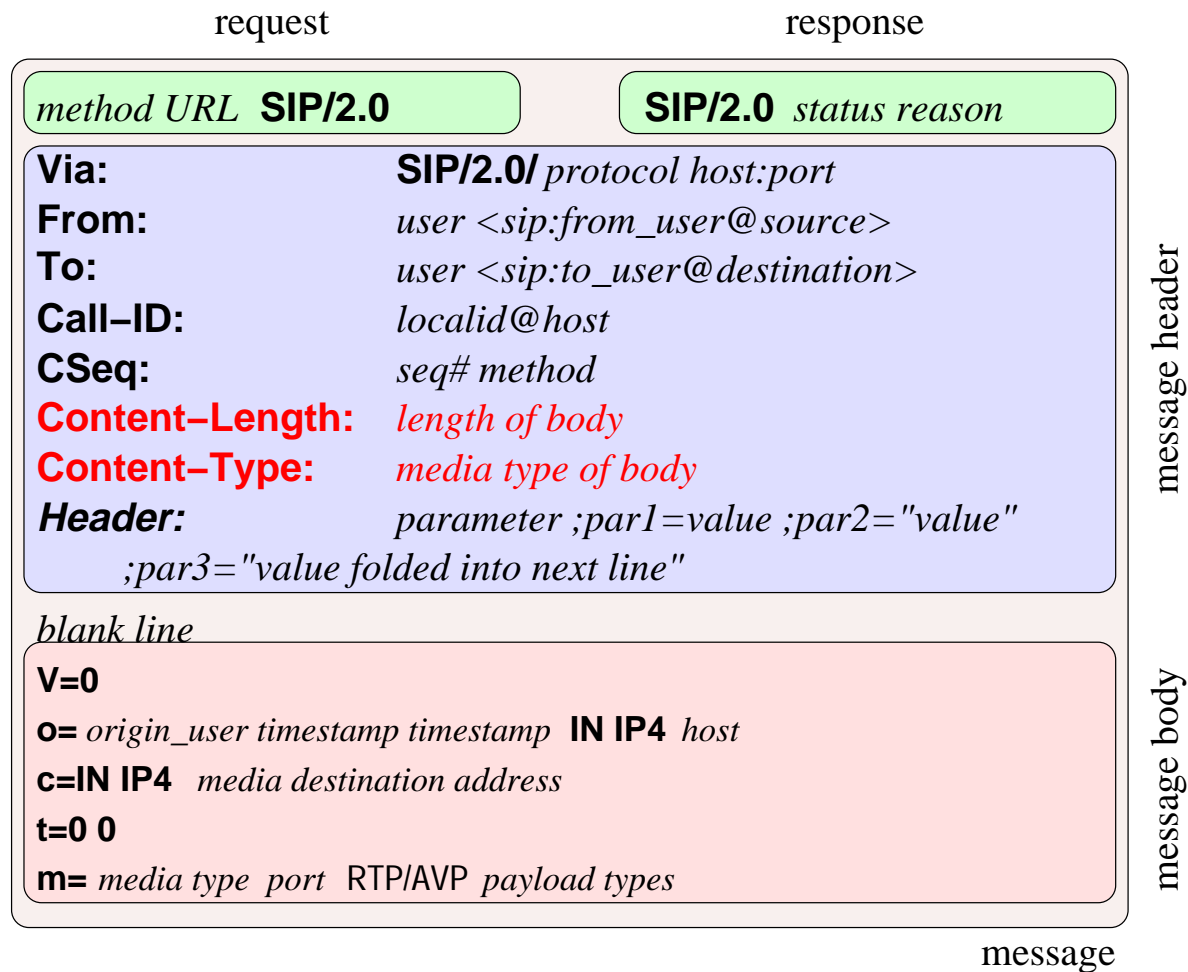 request response
method URL SIP/2.0 SIP/2.0 status reason
Via: SIP/2.0/ protocol host:port
From: user <sip:from_user@source>
To: user <sip:to_user@destination>
Call−ID: localid@host
CSeq: seq# method
Content−Length: length of body
Content−Type: media type of body
Header: parameter ;par1=value ;par2="value"
;par3="value folded into next line"
message header
blank line
V=0
o= origin_user timestamp timestamp IN IP4 host
c=IN IP4 media destination address
t=0 0
m= media type port RTP/AVP payload types
message body
message